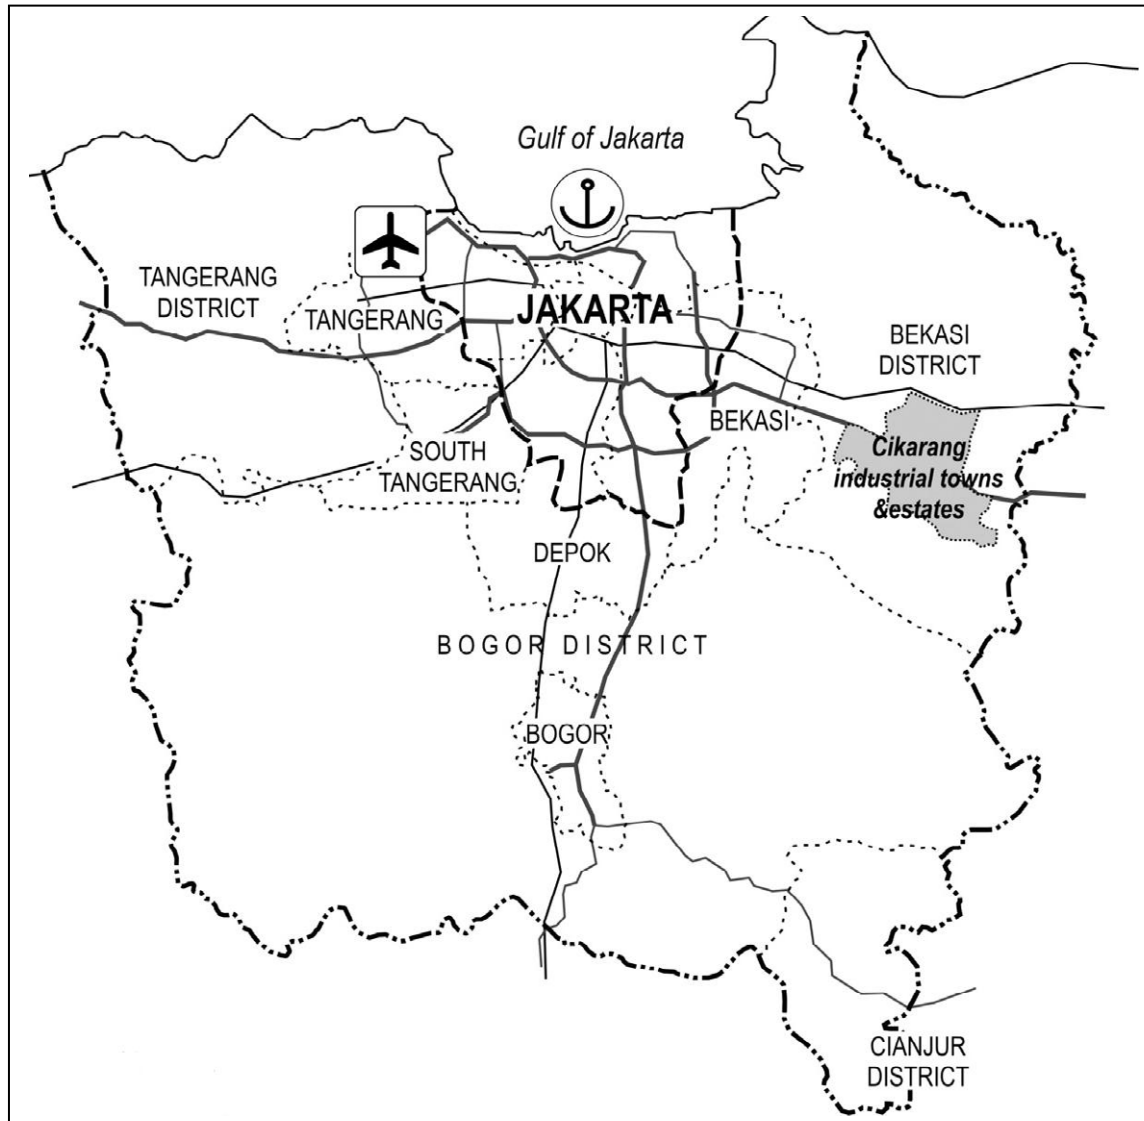 Gulf of Jakarta
TANGERANG
DISTRICT
TANGERANG
JAKARTA
BEKASI
DISTRICT
BEKASI
SOUTH
TANGERANG
Cikarang
industrial towns
&estates
DEPOK
BOGOR DISTRICT
BOGOR
CIANJUR
DISTRICT